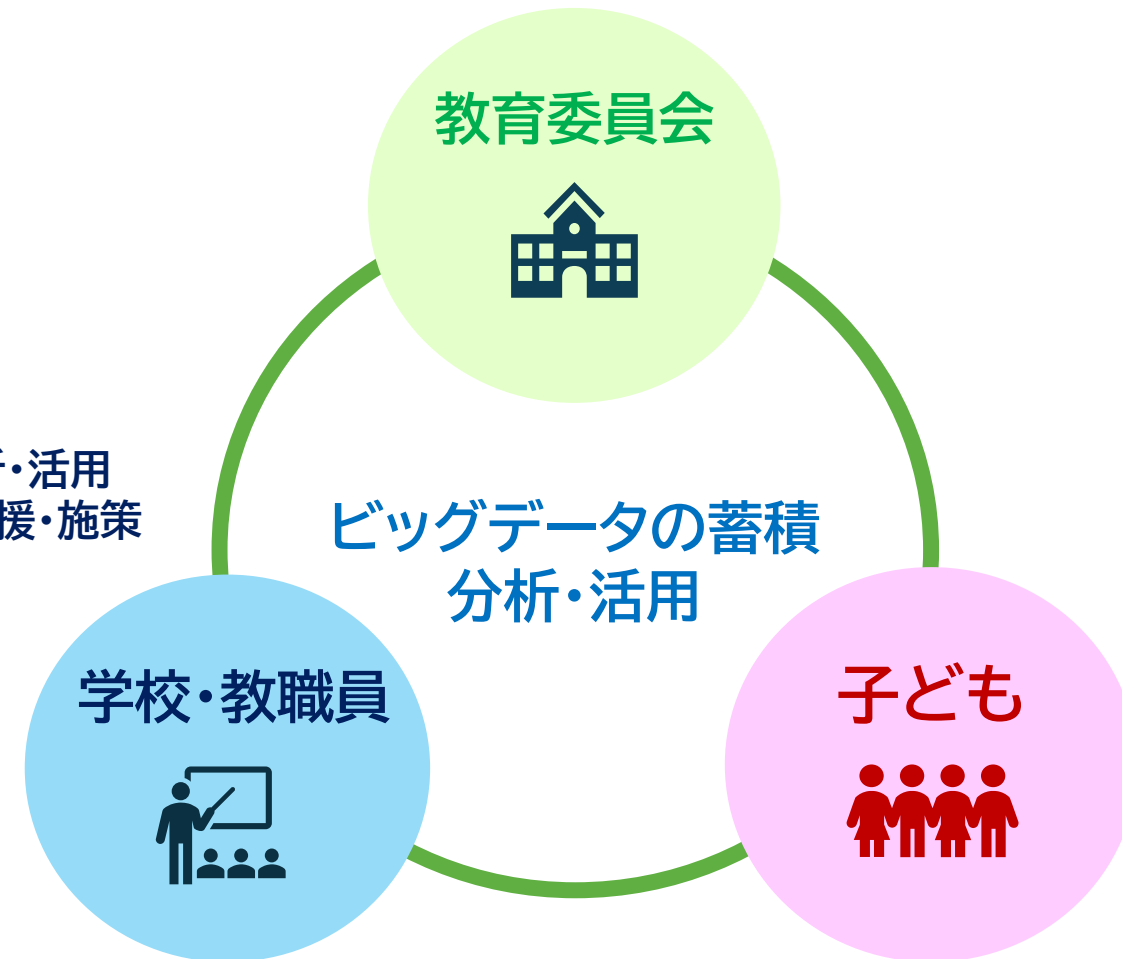 教育委員会
・活用
援・施策
ビッグデータの蓄積
分析・活用
学校・教職員
子ども